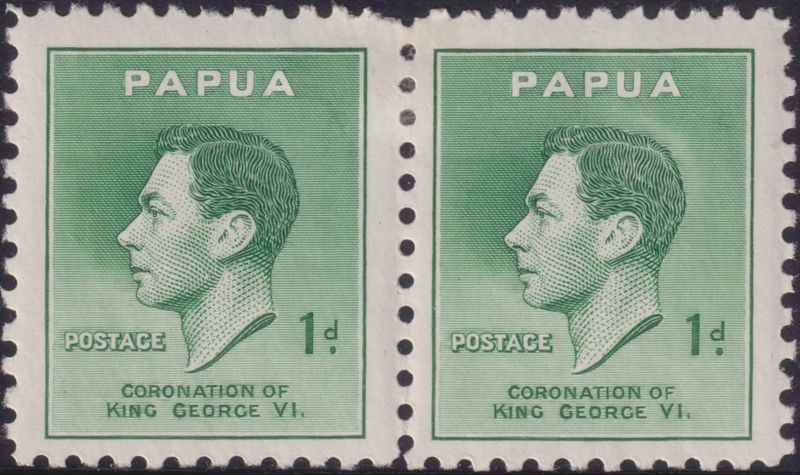 PAPUA
POSTAGE 1d.
CORONATION OF
KING GEORGE VI.
PAPUA
POSTAGE 1d.
CORONATION OF
KING GEORGE VI.